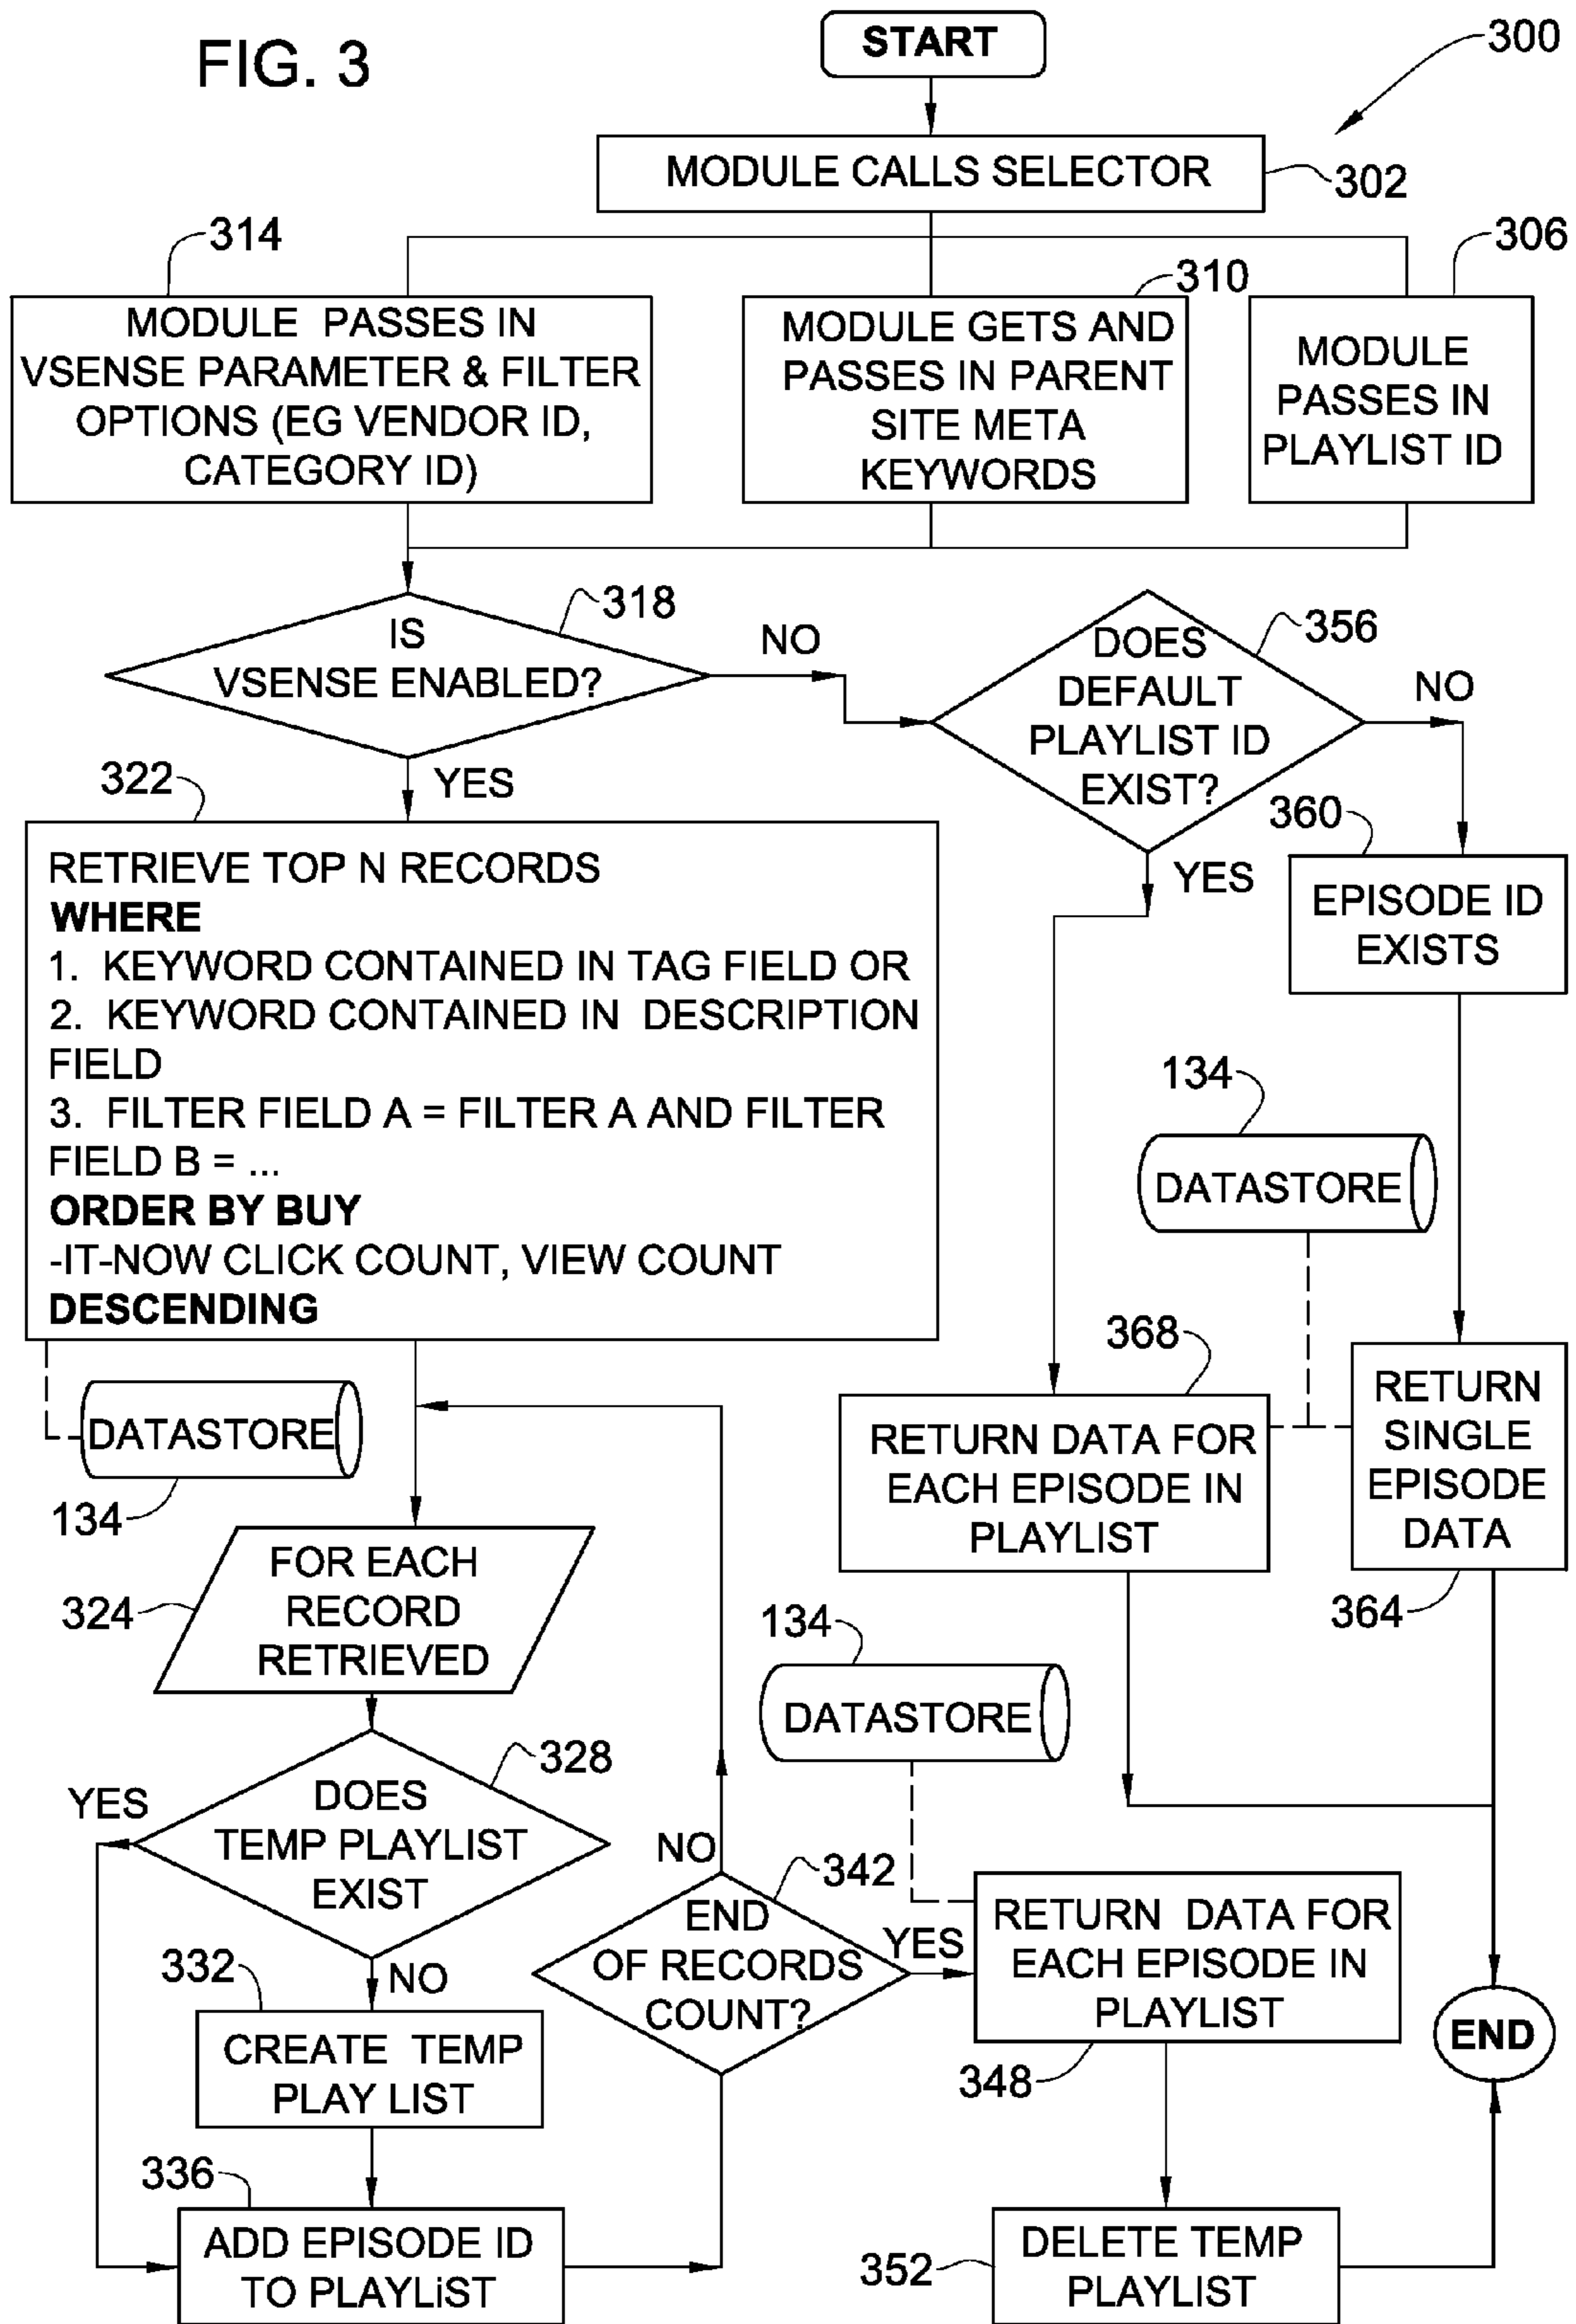 FIG. 3
START
300
MODULE CALLS SELECTOR
302
314
310
306
MODULE PASSES IN
VSENSE PARAMETER & FILTER
OPTIONS (EG VENDOR ID,
CATEGORY ID)
MODULE GETS AND
PASSES IN PARENT
SITE META
KEYWORDS
MODULE
PASSES IN
PLAYLIST ID
IS
VSENSE ENABLED?
318
NO
DOES
DEFAULT
PLAYLIST ID
EXIST?
356
NO
322
YES
YES
360
EPISODE ID
EXISTS
RETRIEVE TOP N RECORDS
WHERE
1. KEYWORD CONTAINED IN TAG FIELD OR
2. KEYWORD CONTAINED IN DESCRIPTION
FIELD
3. FILTER FIELD A = FILTER A AND FILTER
FIELD B = ...
ORDER BY BUY
-IT-NOW CLICK COUNT, VIEW COUNT
DESCENDING
134
DATASTORE
368
RETURN DATA FOR
EACH EPISODE IN
PLAYLIST
RETURN
SINGLE
EPISODE
DATA
364
DATASTORE
134
FOR EACH
RECORD
RETRIEVED
324
134
DATASTORE
328
YES
DOES
TEMP PLAYLIST
EXIST
NO
332
CREATE TEMP
PLAY LIST
336
ADD EPISODE ID
TO PLAYLiST
NO
342
END
OF RECORDS
COUNT?
YES
RETURN DATA FOR
EACH EPISODE IN
PLAYLIST
348
END
352
DELETE TEMP
PLAYLIST